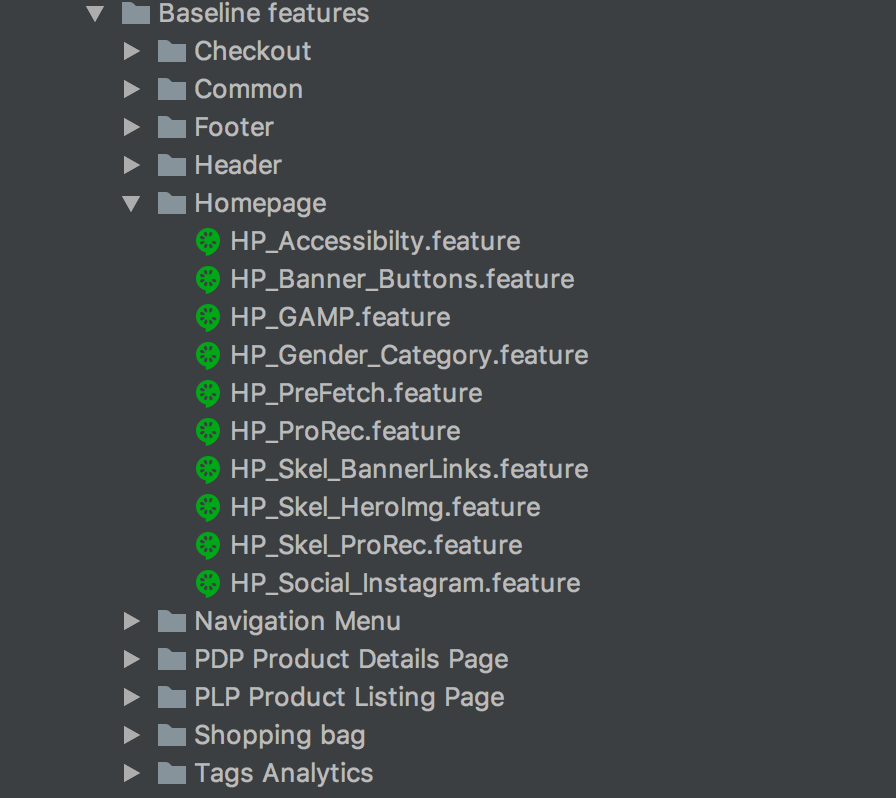 Baseline features
Checkout
Common
Footer
Header
Homepage
HP_Accessibilty.feature
HP_Banner_Buttons.feature
HP_GAMP.feature
HP_Gender_Category.feature
HP_PreFetch.feature
HP_ProRec.feature
HP_Skel_BannerLinks.feature
HP_Skel_HeroImg.feature
HP_Skel_ProRec.feature
HP_Social_Instagram.feature
Navigation Menu
PDP Product Details Page
PLP Product Listing Page
Shopping bag
Tags Analytics